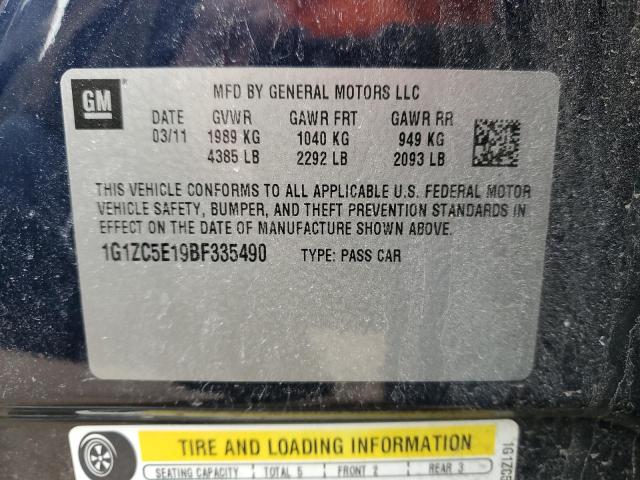 GM
MFD BY GENERAL MOTORS LLC
DATE GVWR GAWR FRT GAWR RR
03/11 1989 KG 1040 KG 949 KG
4385 LB 2292 LB 2093 LB
THIS VEHICLE CONFORMS TO ALL APPLICABLE U.S. FEDERAL MOTOR
VEHICLE SAFETY, BUMPER, AND THEFT PREVENTION STANDARDS IN
EFFECT ON THE DATE OF MANUFACTURE SHOWN ABOVE.
1G1ZC5E19BF335490 TYPE: PASS CAR
TIRE AND LOADING INFORMATION
SEATING CAPACITY TOTAL 5 FRONT 2 REAR 3